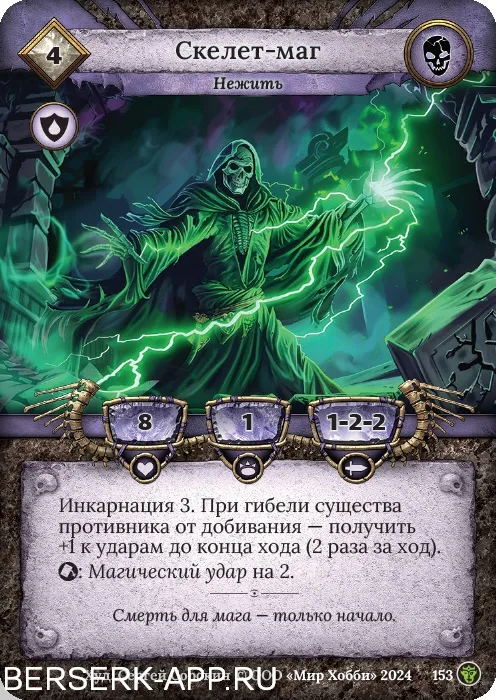 4
Скелет-маг
Нежить
8
1
1-2-2
Инкарнация 3. При гибели существа
противника от добивания — получить
+1 к ударам до конца хода (2 раза за ход).
: Магический удар на 2.
Смерть для мага — только начало.
«Мир Хобби» 2024 153
BERSERK-APP.РУ